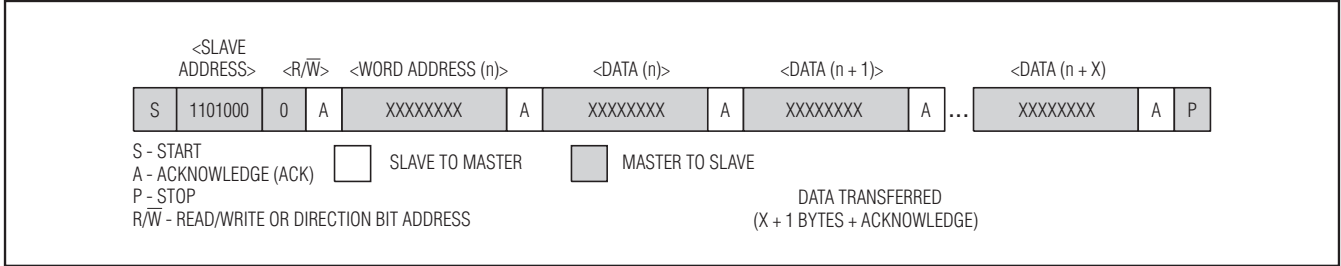 <SLAVE
ADDRESS> <R/W̅> <WORD ADDRESS (n)> <DATA (n)> <DATA (n + 1)> <DATA (n + X)
S 1101000 0 A XXXXXXXX A XXXXXXXX A XXXXXXXX A ... XXXXXXXX A P
S - START
A - ACKNOWLEDGE (ACK) SLAVE TO MASTER MASTER TO SLAVE
P - STOP DATA TRANSFERRED
R/W̅ - READ/WRITE OR DIRECTION BIT ADDRESS (X + 1 BYTES + ACKNOWLEDGE)